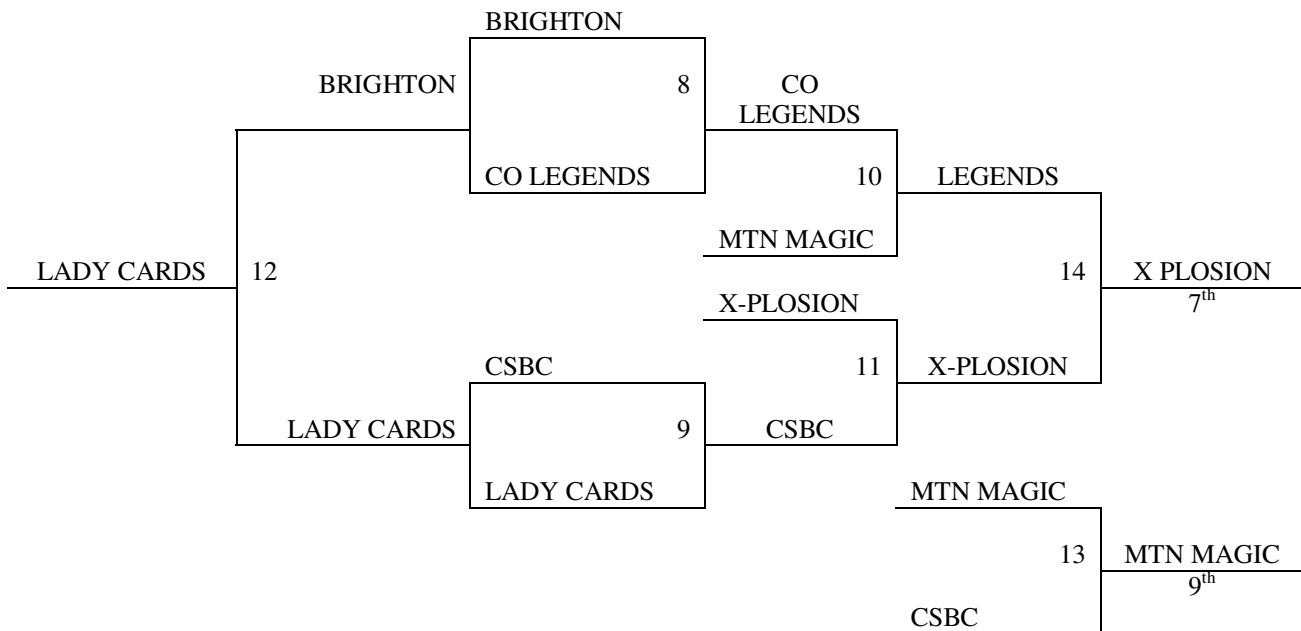 BRIGHTON
BRIGHTON 8 CO
LEGENDS
CO LEGENDS 10 LEGENDS
MTN MAGIC
LADY CARDS 12 14 X PLOSION
7th
X-PLOSION
CSBC 11 X-PLOSION
LADY CARDS 9 CSBC
LADY CARDS MTN MAGIC
13 MTN MAGIC
9th
CSBC